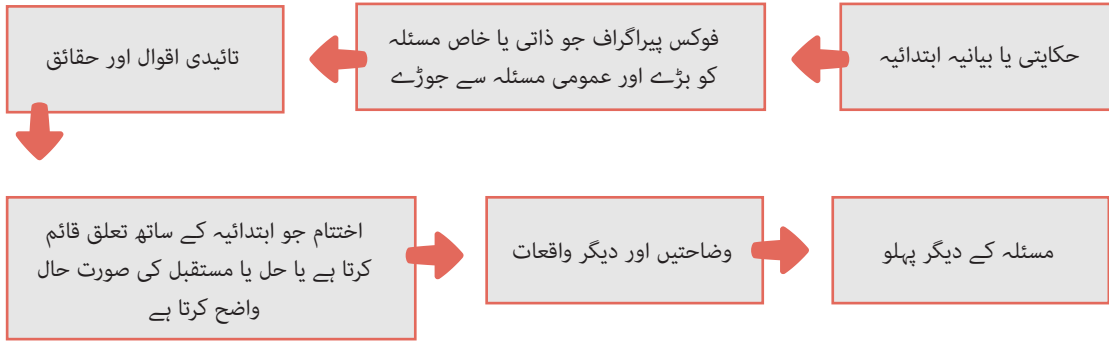 حکایتی یا بیانیہ ابتدائیہ
فوکس پیراگراف جو ذاتی یا خاص مسئلہ
کو بڑے اور عمومی مسئلہ سے جوڑے
تائیدی اقوال اور حقائق
اختتام جو ابتدائیہ کے ساتھ تعلق قائم
کرتا ہے یا حل یا مستقبل کی صورت حال
واضح کرتا ہے
وضاحتیں اور دیگر واقعات
مسئلہ کے دیگر پہلو